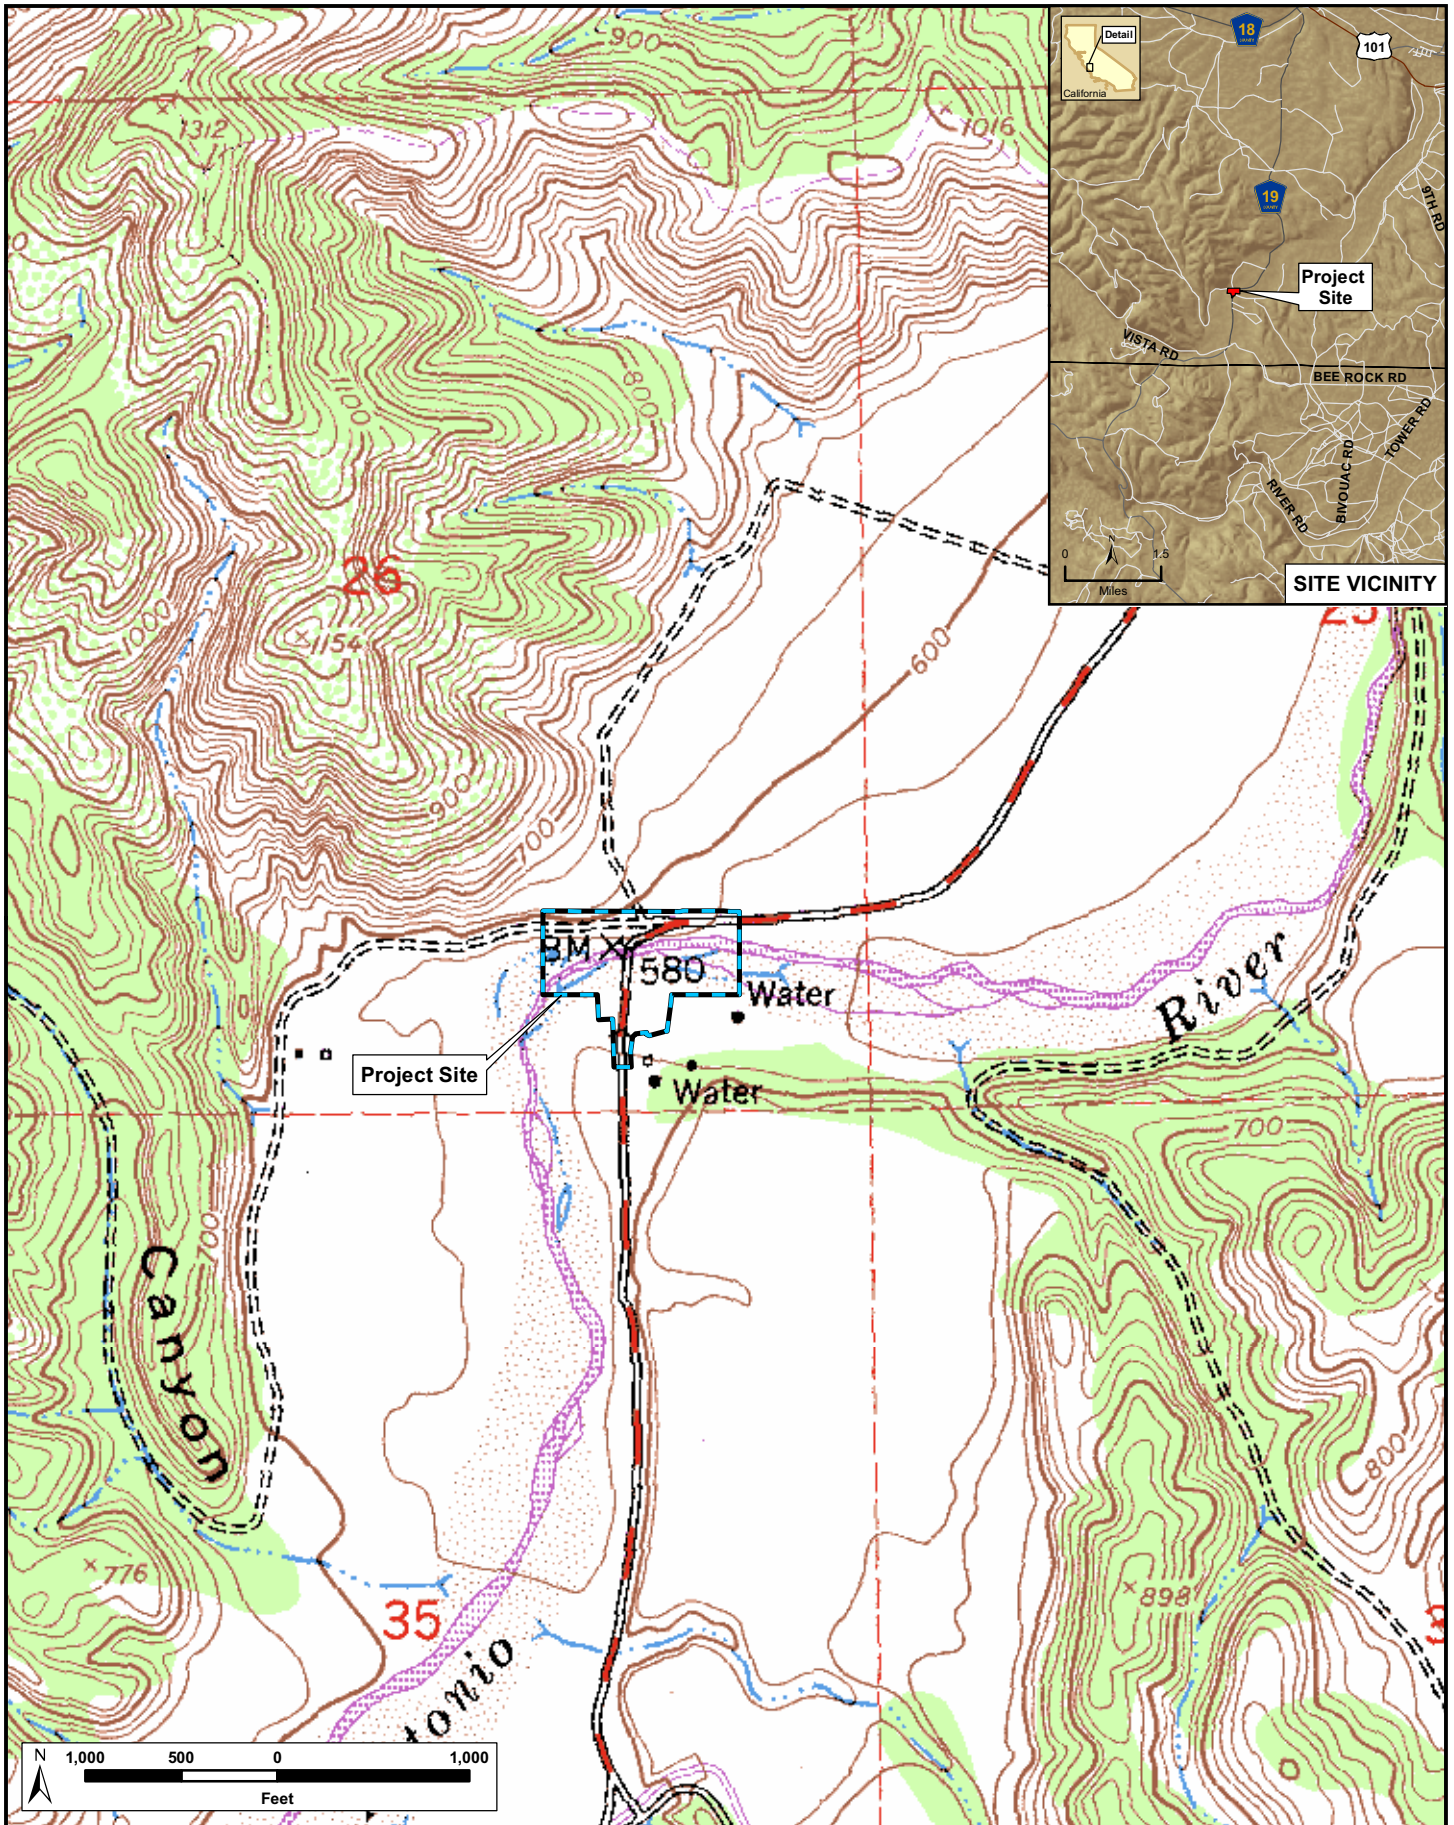 900
1312
1016
1100
800
26
1154
1000
600
900
700
BM
580
Water
River
Project Site
Water
700
700
Canyon
800
776
898
35
tonio
N
1,000 500 0 1,000
Feet
Detail
California
18
COUNTY
101
19
COUNTY
9TH RD
Project
Site
VISTA RD
BEE ROCK RD
TOWER RD
BIVOUAC RD
RIVER RD
N
0 1.5
Miles
SITE VICINITY